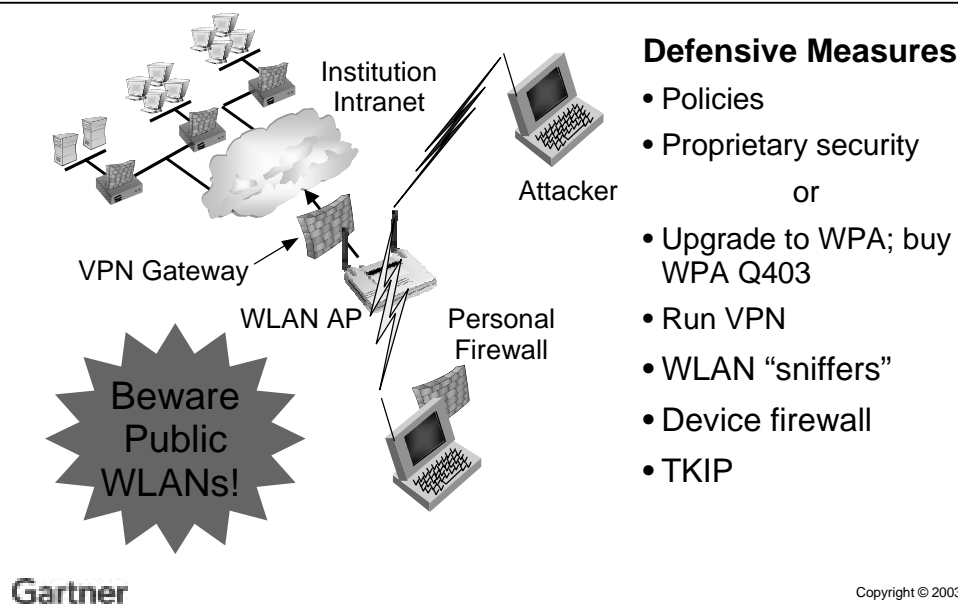 Institution
Intranet
Attacker
VPN Gateway
WLAN AP
Personal
Firewall
Beware
Public
WLANs!
Defensive Measures
• Policies
• Proprietary security
or
• Upgrade to WPA; buy
WPA Q403
• Run VPN
• WLAN “sniffers”
• Device firewall
• TKIP
Gartner
Copyright © 2003